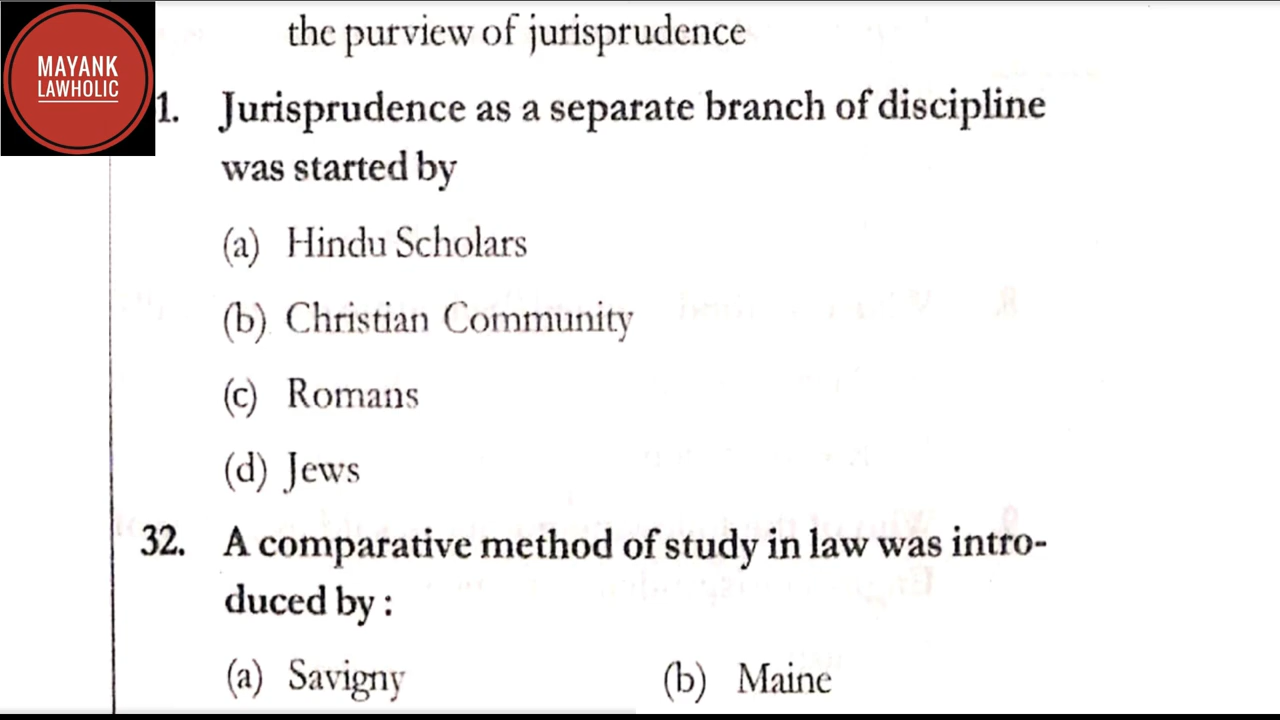 MAYANK
LAWHOLIC
the purview of jurisprudence
1. Jurisprudence as a separate branch of discipline
was started by
(a) Hindu Scholars
(b) Christian Community
(c) Romans
(d) Jews
32. A comparative method of study in law was intro-
duced by :
(a) Savigny (b) Maine